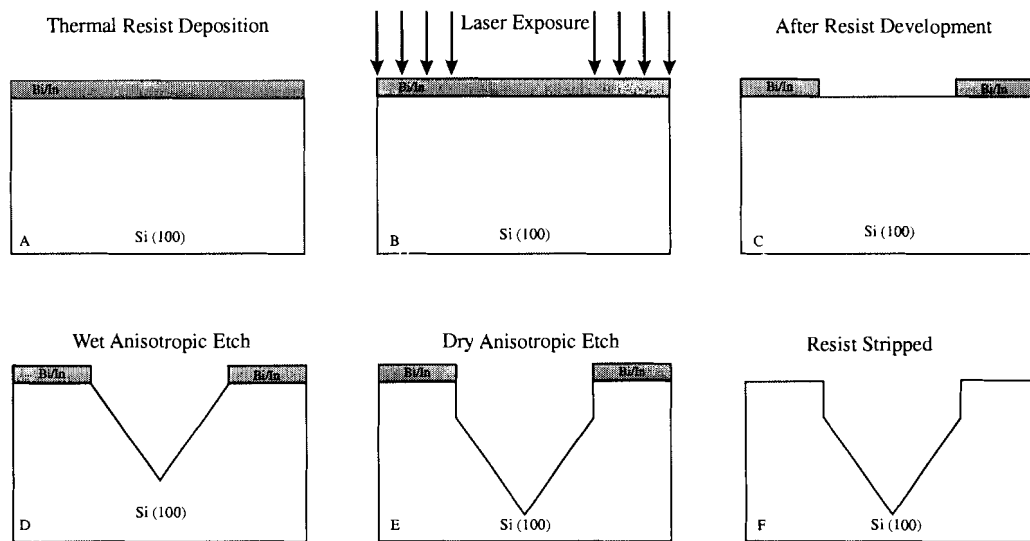 Thermal Resist Deposition
Bi/In
Si (100)
A
Laser Exposure
Bi/In
Si (100)
B
After Resist Development
Bi/In
Bi/In
Si (100)
C
Wet Anisotropic Etch
Bi/In
Bi/In
Si (100)
D
Dry Anisotropic Etch
Bi/In
Bi/In
Si (100)
E
Resist Stripped
Si (100)
F